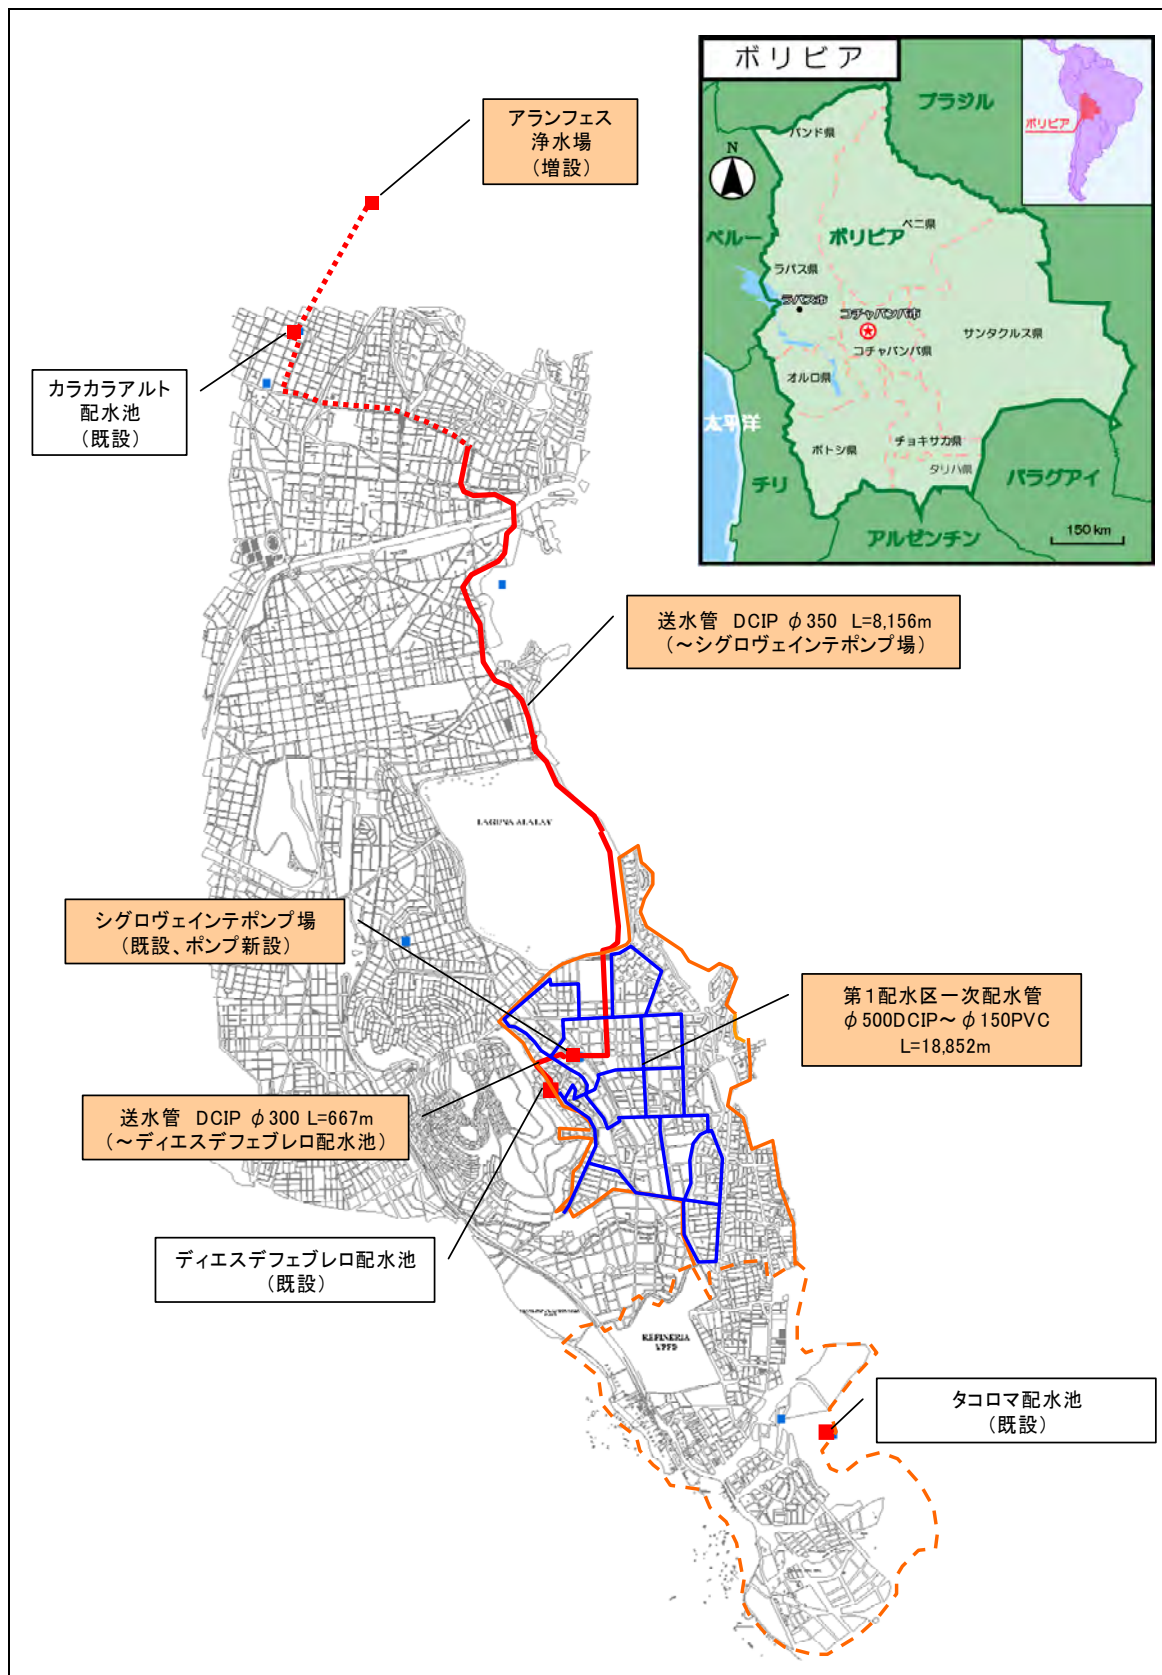 ボリビア
ブラジル
ボリビア
パンド県
N
ペルー
ボリビア
ベニ県
ラパス県
ラパス市
コチャバンバ市
コチャバンバ県
サンタクルス県
オルロ県
太平洋
ポトシ県
チョキサカ県
タリハ県
チリ
パラグアイ
アルゼンチン
150 km
アランフェス
浄水場
(増設)
カラカラアルト
配水池
(既設)
送水管 DCIP φ350 L=8,156m
(～シグロヴェインテポンプ場)
LAGUNA ALALAY
シグロヴェインテポンプ場
(既設、ポンプ新設)
第1配水区一次配水管
φ500DCIP～φ150PVC
L=18,852m
送水管 DCIP φ300 L=667m
(～ディエスデフェブレロ配水池)
ディエスデフェブレロ配水池
(既設)
REFINERIA
タコロマ配水池
(既設)